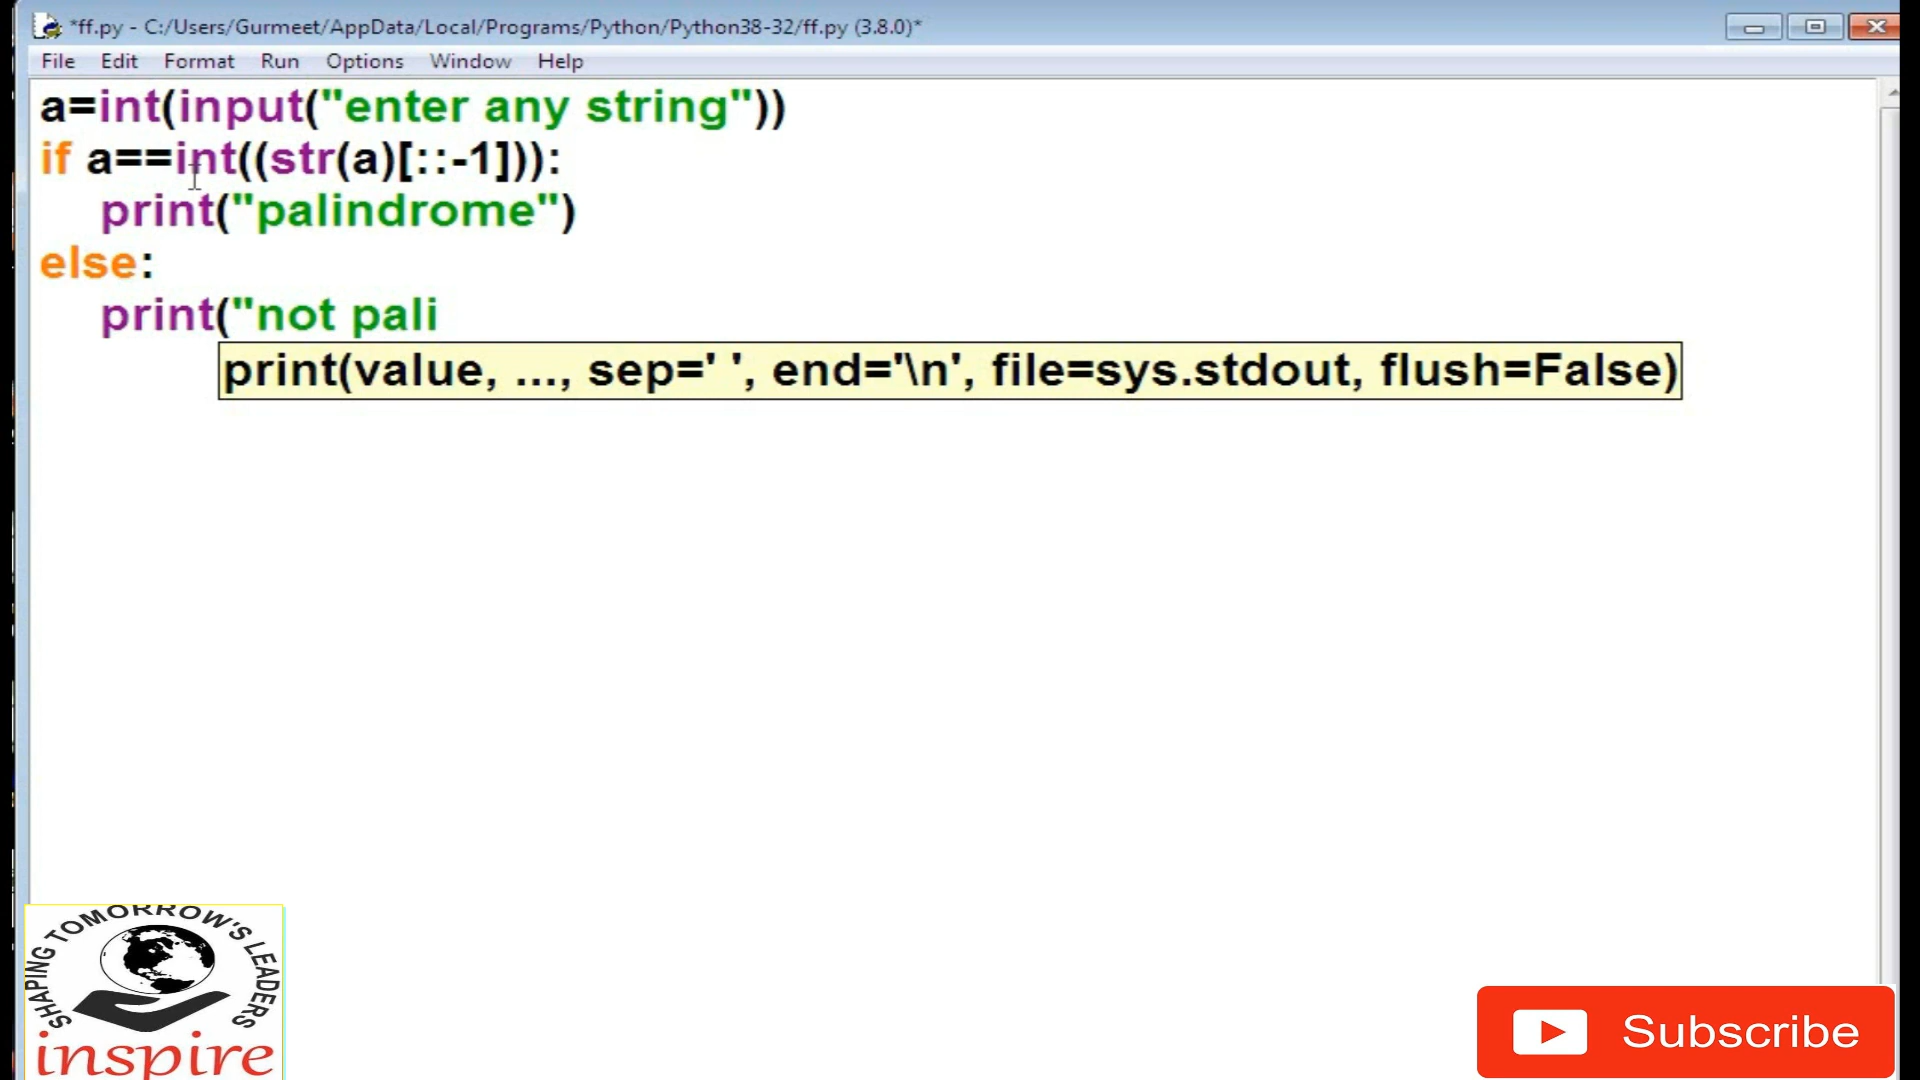 *ff.py - C:/Users/Gurmeet/AppData/Local/Programs/Python/Python38-32/ff.py (3.8.0)*
File Edit Format Run Options Window Help
a=int(input("enter any string"))
if a==int((str(a)[::-1])):
print("palindrome")
else:
print("not pali
print(value, ..., sep=' ', end='\n', file=sys.stdout, flush=False)
SHAPING TOMORROW'S LEADERS
inspire
Subscribe